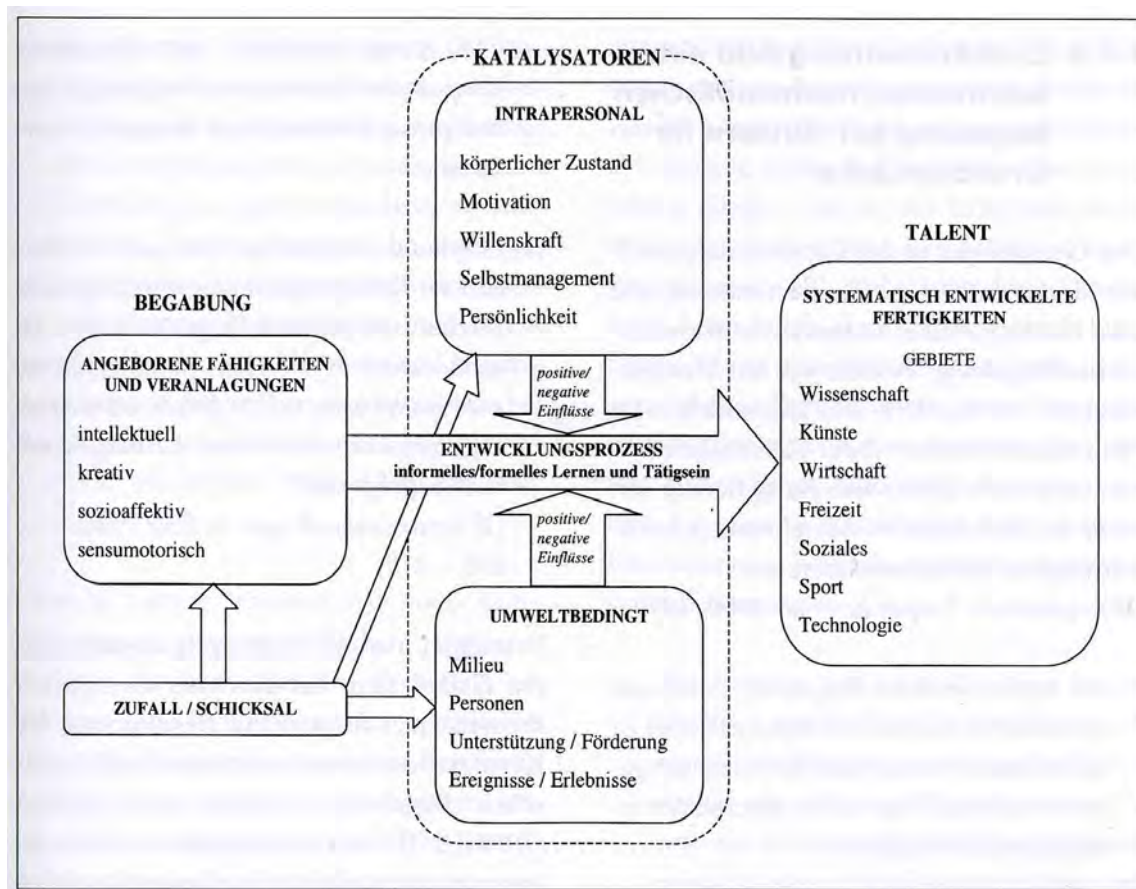 KATALYSATOREN
INTRAPERSONAL
körperlicher Zustand
Motivation
Willenskraft
Selbstmanagement
Persönlichkeit
positive/
negative
Einflüsse
BEGABUNG
ANGEBORENE FÄHIGKEITEN
UND VERANLAGUNGEN
intellektuell
kreativ
sozioaffektiv
sensumotorisch
ENTWICKLUNGSPROZESS
informelles/formelles Lernen und Tätigsein
positive/
negative
Einflüsse
UMWELTBEDINGT
Milieu
Personen
Unterstützung / Förderung
Ereignisse / Erlebnisse
ZUFALL / SCHICKSAL
TALENT
SYSTEMATISCH ENTWICKELTE
FERTIGKEITEN
GEBIETE
Wissenschaft
Künste
Wirtschaft
Freizeit
Soziales
Sport
Technologie